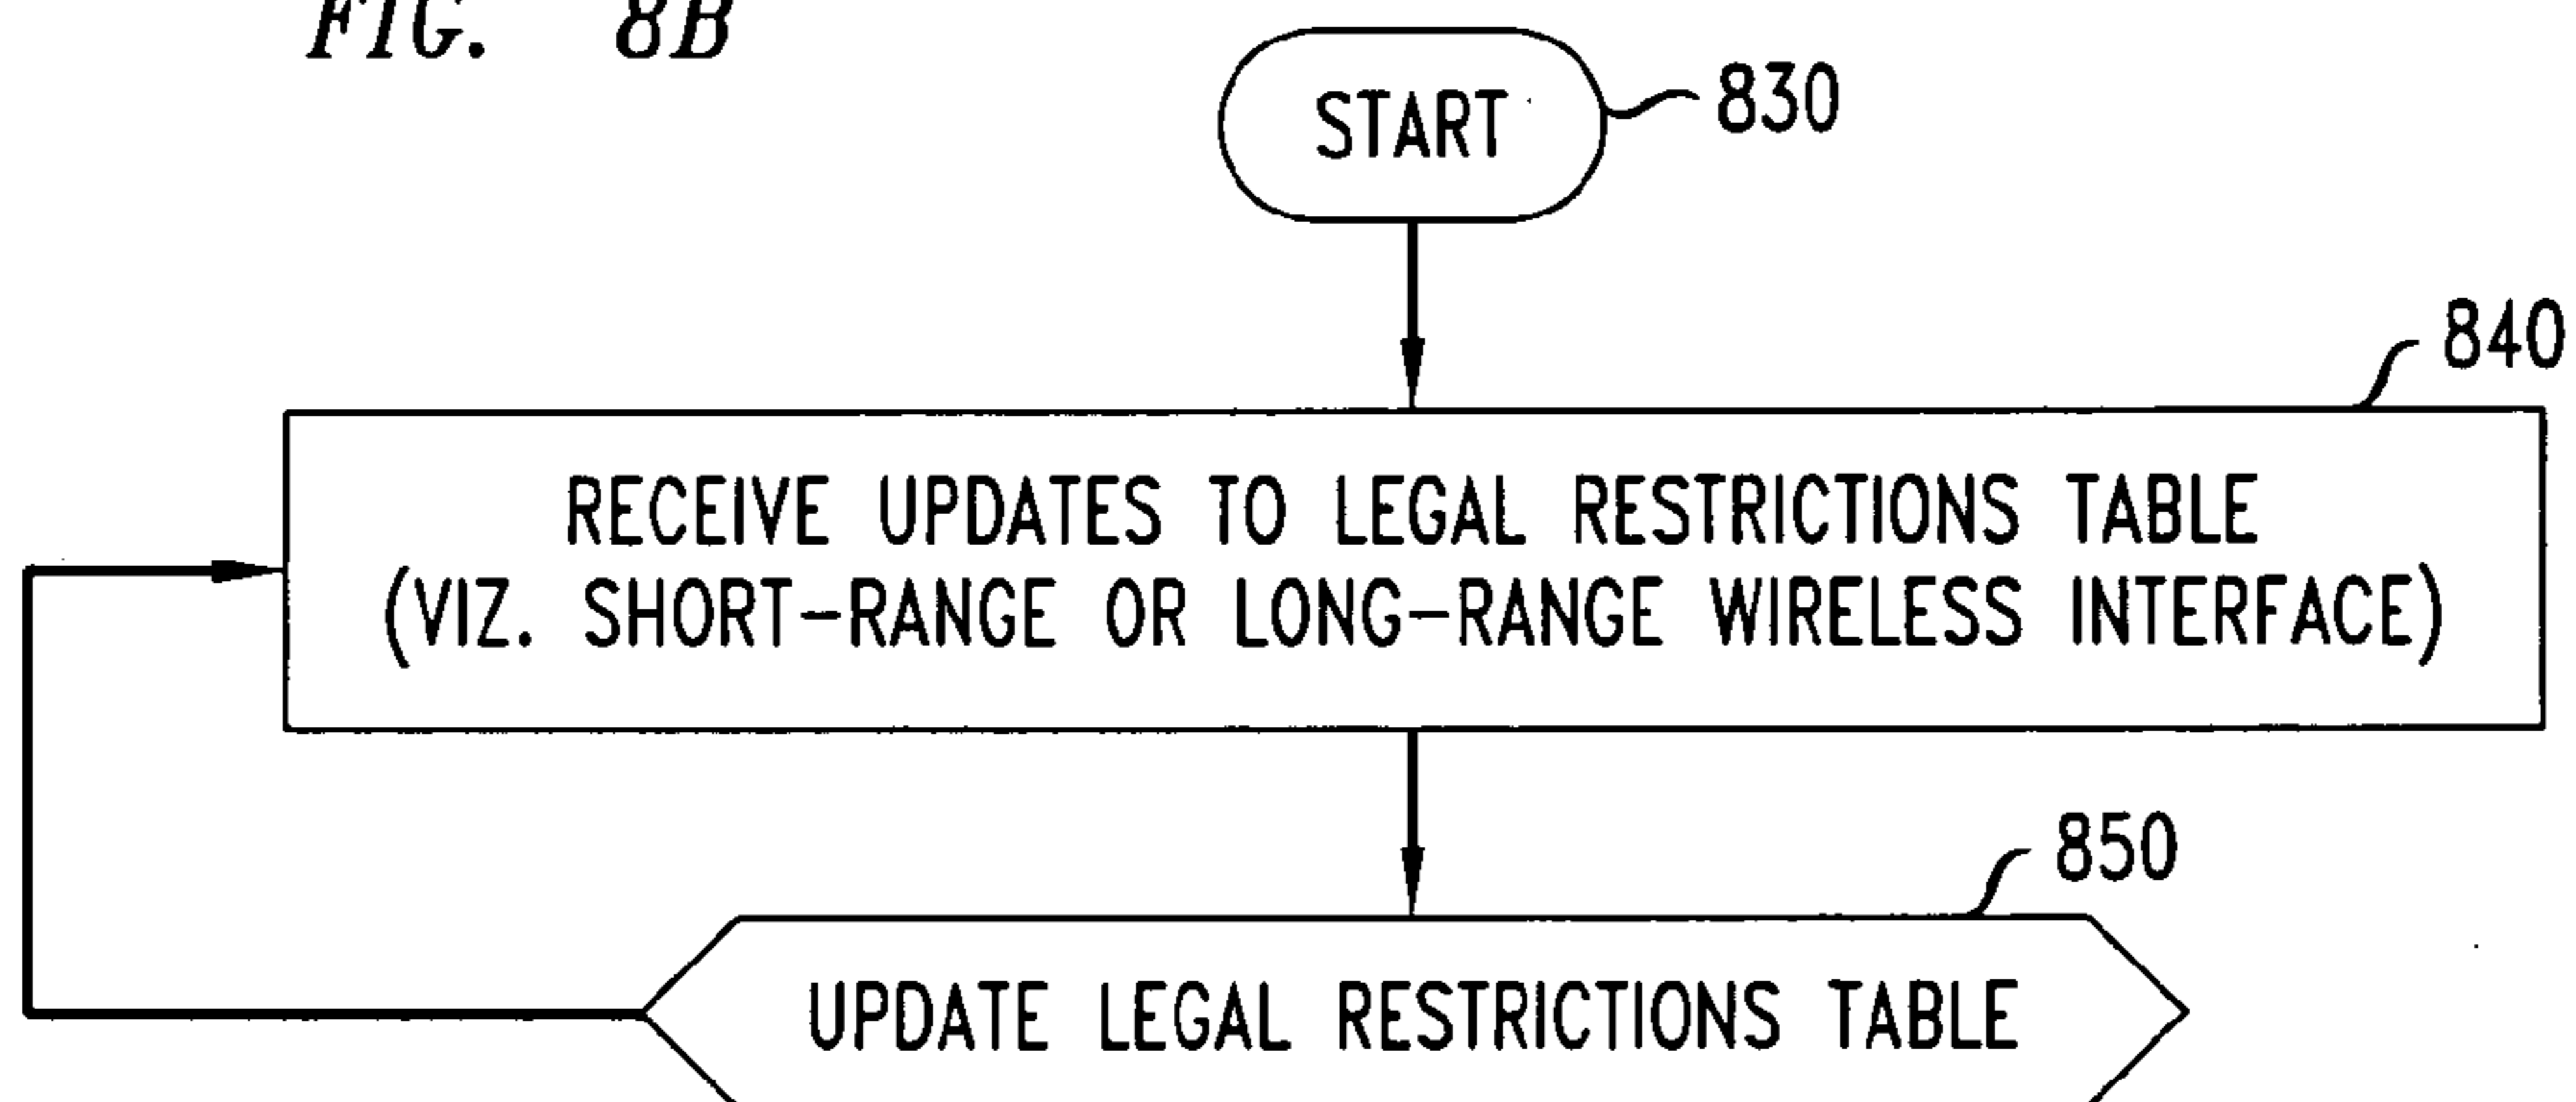 FIG. 8B
START
830
840
RECEIVE UPDATES TO LEGAL RESTRICTIONS TABLE
(VIZ. SHORT-RANGE OR LONG-RANGE WIRELESS INTERFACE)
850
UPDATE LEGAL RESTRICTIONS TABLE